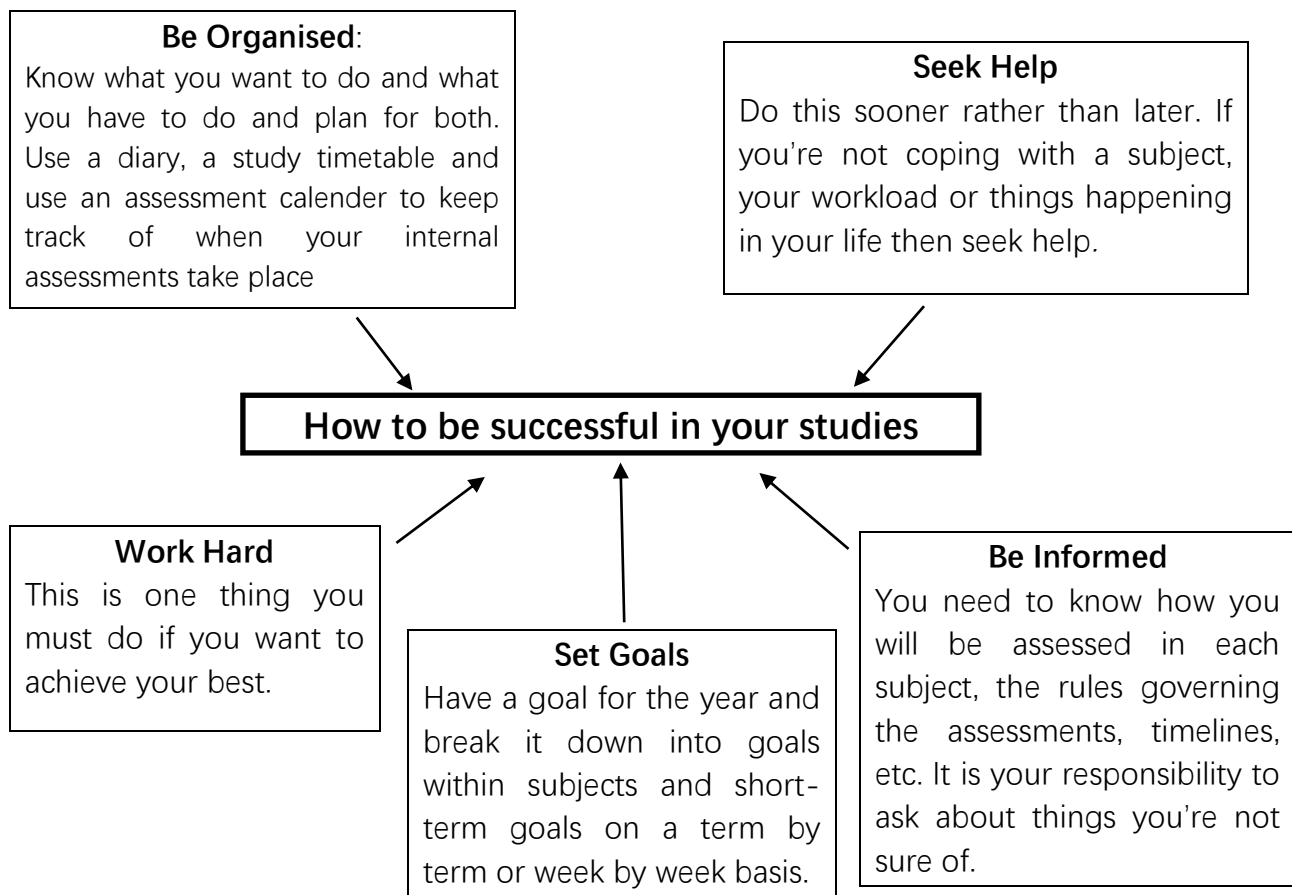 Be Organised:
Know what you want to do and what
you have to do and plan for both.
Use a diary, a study timetable and
use an assessment calender to keep
track of when your internal
assessments take place
Seek Help
Do this sooner rather than later. If
you're not coping with a subject,
your workload or things happening
in your life then seek help.
How to be successful in your studies
Work Hard
This is one thing you
must do if you want to
achieve your best.
Set Goals
Have a goal for the year and
break it down into goals
within subjects and short-
term goals on a term by
term or week by week basis.
Be Informed
You need to know how you
will be assessed in each
subject, the rules governing
the assessments, timelines,
etc. It is your responsibility to
ask about things you're not
sure of.